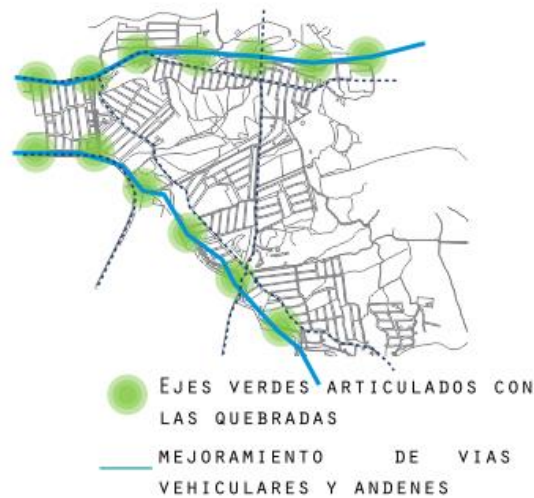 EJES VERDES ARTICULADOS CON
LAS QUEBRADAS
MEJORAMIENTO DE VIAS
VEHICULARES Y ANDENES